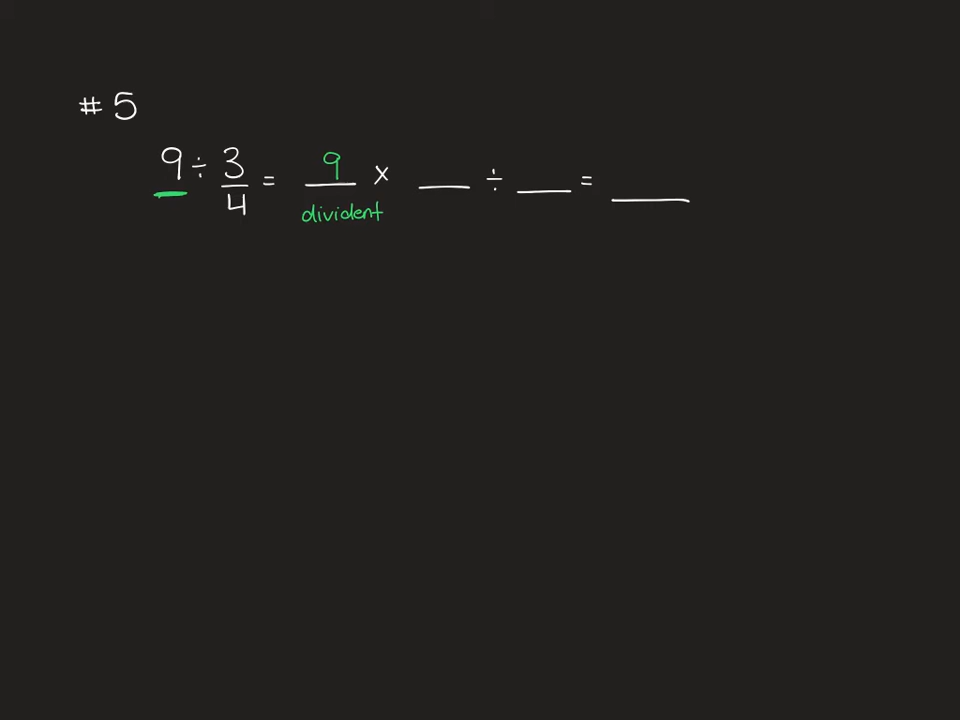 # 5
9 ÷ 3/4 = 9 × ___ ÷ ___ = ___
divident